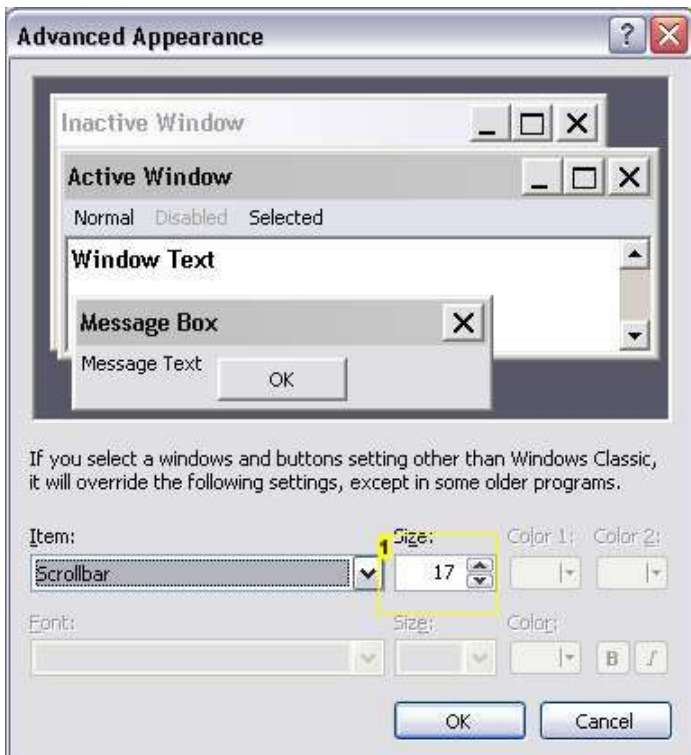 Advanced Appearance
?
Inactive Window
Active Window
Normal Disabled Selected
Window Text
Message Box
Message Text
OK
If you select a windows and buttons setting other than Windows Classic,
it will override the following settings, except in some older programs.
Item: Size: Color 1: Color 2:
1
Scrollbar 17
Font: Size: Color:
B I
OK Cancel